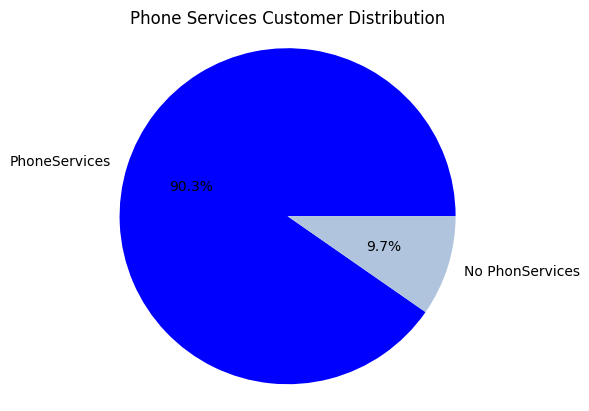 Phone Services Customer Distribution
PhoneServices
90.3%
9.7%
No PhonServices